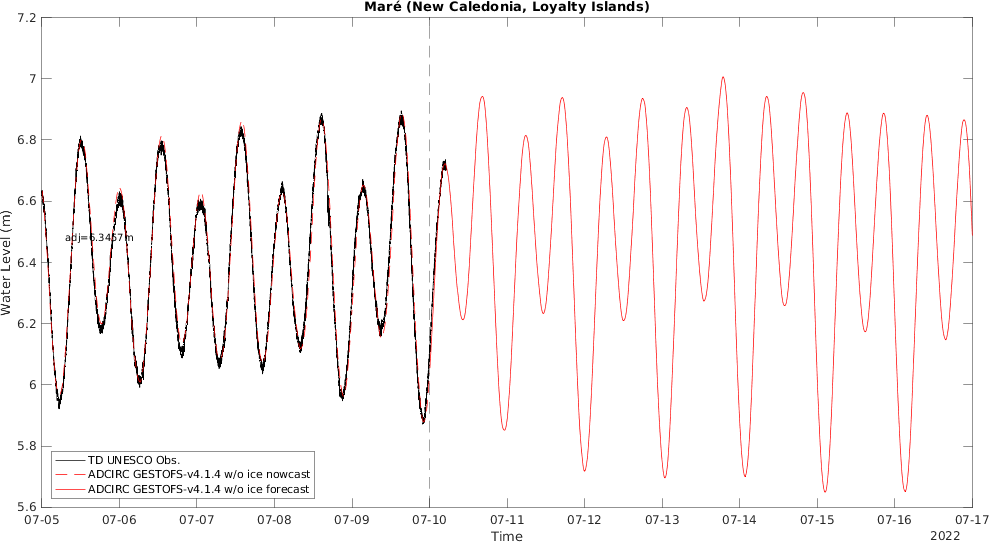 Maré (New Caledonia, Loyalty Islands)
7.2
7
6.8
6.6
6.4
6.2
6
5.8
5.6
Water Level (m)
adj=6.3457m
TD UNESCO Obs.
ADCIRC GESTOFS-v4.1.4 w/o ice nowcast
ADCIRC GESTOFS-v4.1.4 w/o ice forecast
07-05 07-06 07-07 07-08 07-09 07-10 07-11 07-12 07-13 07-14 07-15 07-16 07-17
Time
2022